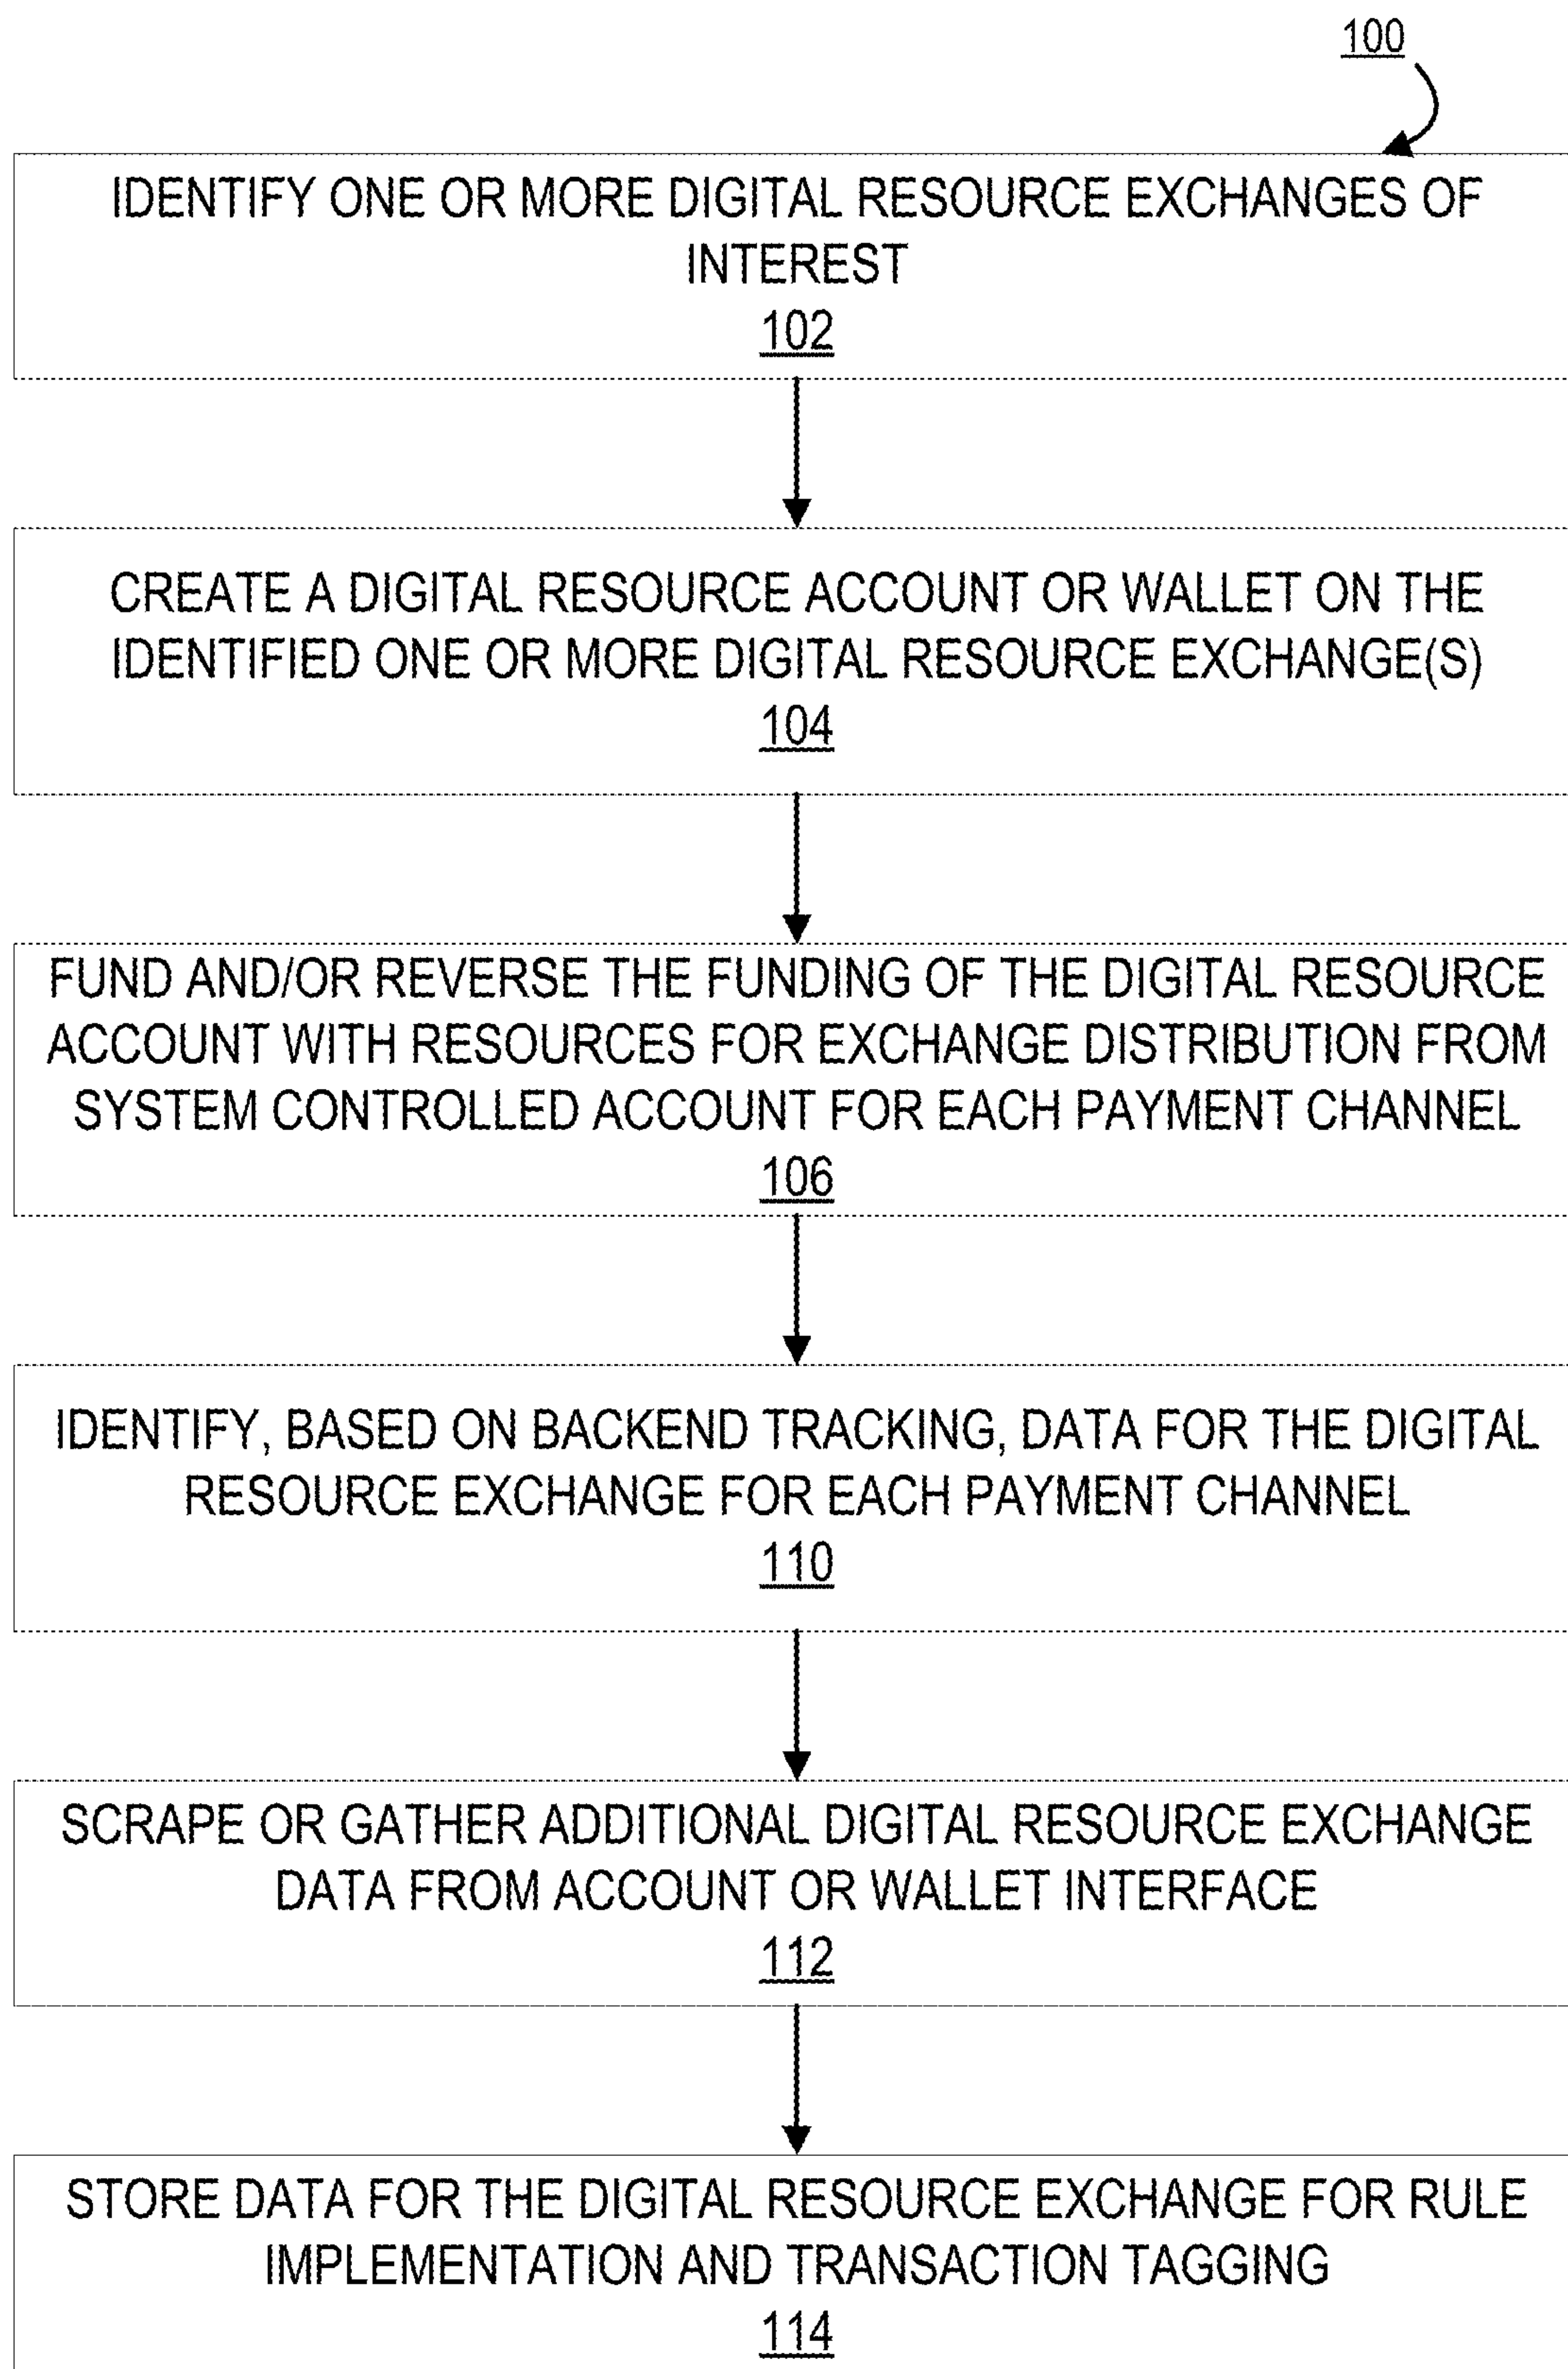 100
IDENTIFY ONE OR MORE DIGITAL RESOURCE EXCHANGES OF
INTEREST
102
CREATE A DIGITAL RESOURCE ACCOUNT OR WALLET ON THE
IDENTIFIED ONE OR MORE DIGITAL RESOURCE EXCHANGE(S)
104
FUND AND/OR REVERSE THE FUNDING OF THE DIGITAL RESOURCE
ACCOUNT WITH RESOURCES FOR EXCHANGE DISTRIBUTION FROM
SYSTEM CONTROLLED ACCOUNT FOR EACH PAYMENT CHANNEL
106
IDENTIFY, BASED ON BACKEND TRACKING, DATA FOR THE DIGITAL
RESOURCE EXCHANGE FOR EACH PAYMENT CHANNEL
110
SCRAPE OR GATHER ADDITIONAL DIGITAL RESOURCE EXCHANGE
DATA FROM ACCOUNT OR WALLET INTERFACE
112
STORE DATA FOR THE DIGITAL RESOURCE EXCHANGE FOR RULE
IMPLEMENTATION AND TRANSACTION TAGGING
114